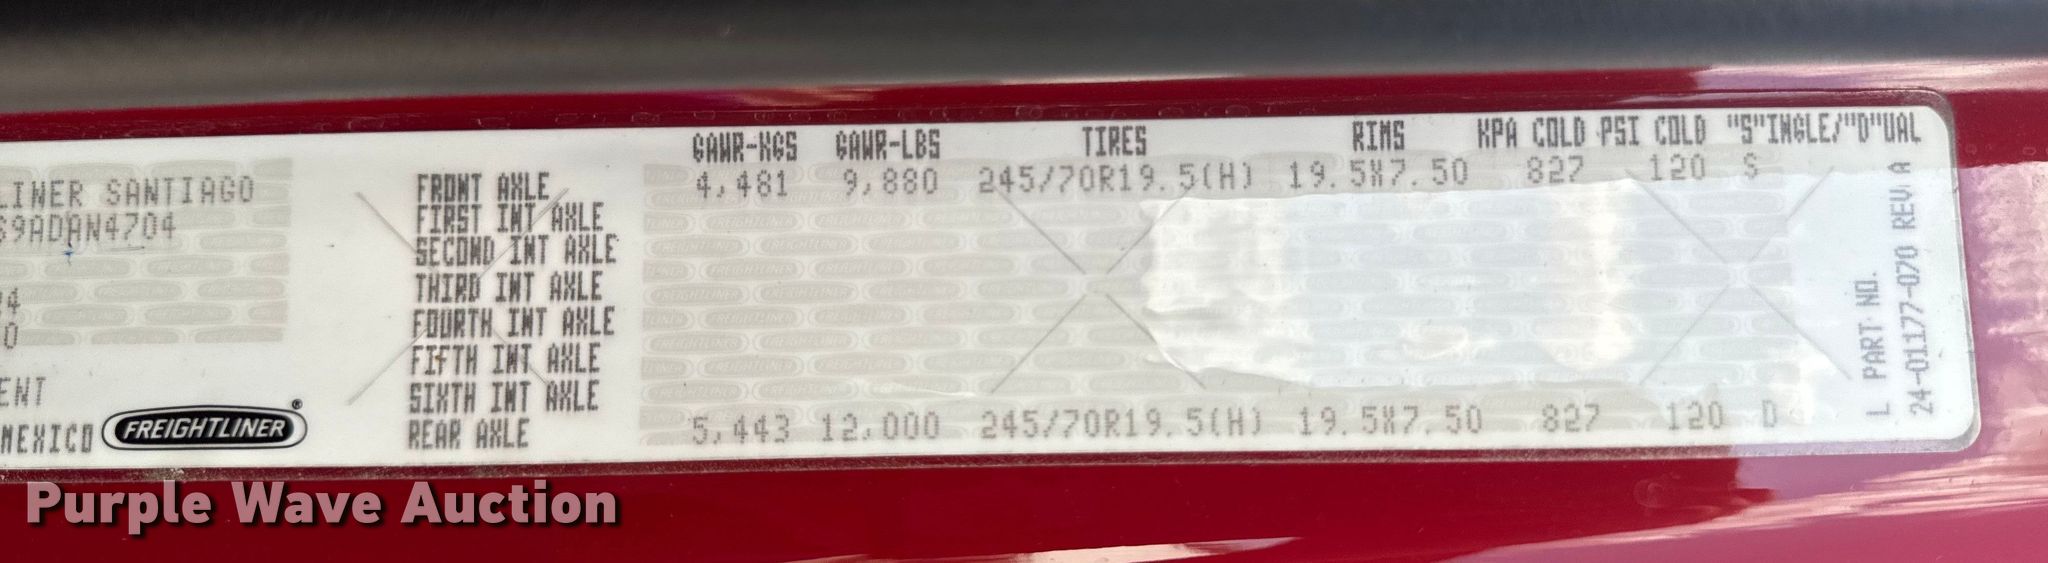 GAWR-KGS GAWR-LBS TIRES RIMS KPA COLD PSI COLD "S"INGLE/"D"UAL
LINER SANTIAGO FRONT AXLE 4,481 9,880 245/70R19.5(H) 19.5X7.50 827 120 S
S9ADAN4704 FIRST INT AXLE
SECOND INT AXLE
THIRD INT AXLE
4
FOURTH INT AXLE
0
FIFTH INT AXLE
ENT SIXTH INT AXLE
MEXICO FREIGHTLINER® REAR AXLE 5,443 12,000 245/70R19.5(H) 19.5X7.50 827 120 D
L PART NO.
24-01177-070 REV A
Purple Wave Auction